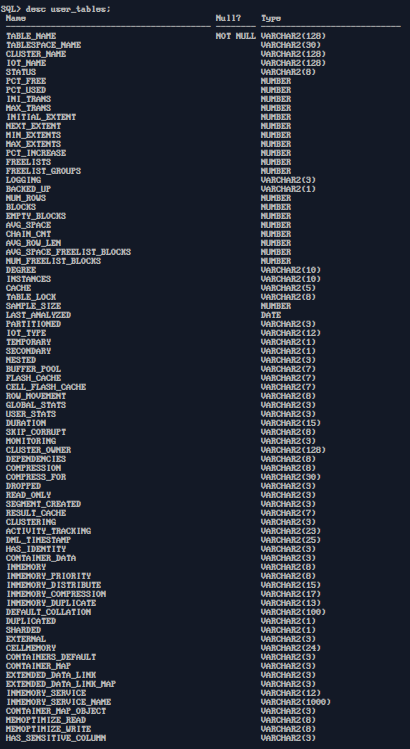 SQL> desc user_tables;
Name Null? Type
TABLE_NAME NOT NULL VARCHAR2(128)
TABLESPACE_NAME VARCHAR2(30)
CLUSTER_NAME VARCHAR2(128)
IOT_NAME VARCHAR2(128)
STATUS VARCHAR2(8)
PCT_FREE NUMBER
PCT_USED NUMBER
INI_TRANS NUMBER
MAX_TRANS NUMBER
INITIAL_EXTENT NUMBER
NEXT_EXTENT NUMBER
MIN_EXTENTS NUMBER
MAX_EXTENTS NUMBER
PCT_INCREASE NUMBER
FREELISTS NUMBER
FREELIST_GROUPS NUMBER
LOGGING VARCHAR2(3)
BACKED_UP VARCHAR2(1)
NUM_ROWS NUMBER
BLOCKS NUMBER
EMPTY_BLOCKS NUMBER
AVG_SPACE NUMBER
CHAIN_CNT NUMBER
AVG_ROW_LEN NUMBER
AVG_SPACE_FREELIST_BLOCKS NUMBER
NUM_FREELIST_BLOCKS NUMBER
DEGREE VARCHAR2(10)
INSTANCES VARCHAR2(10)
CACHE VARCHAR2(5)
TABLE_LOCK VARCHAR2(8)
SAMPLE_SIZE NUMBER
LAST_ANALYZED DATE
PARTITIONED VARCHAR2(3)
IOT_TYPE VARCHAR2(12)
TEMPORARY VARCHAR2(1)
SECONDARY VARCHAR2(1)
NESTED VARCHAR2(3)
BUFFER_POOL VARCHAR2(7)
FLASH_CACHE VARCHAR2(7)
CELL_FLASH_CACHE VARCHAR2(7)
ROW_MOVEMENT VARCHAR2(8)
GLOBAL_STATS VARCHAR2(3)
USER_STATS VARCHAR2(3)
DURATION VARCHAR2(15)
SKIP_CORRUPT VARCHAR2(8)
MONITORING VARCHAR2(3)
CLUSTER_OWNER VARCHAR2(128)
DEPENDENCIES VARCHAR2(8)
COMPRESSION VARCHAR2(8)
COMPRESS_FOR VARCHAR2(30)
DROPPED VARCHAR2(3)
READ_ONLY VARCHAR2(3)
SEGMENT_CREATED VARCHAR2(3)
RESULT_CACHE VARCHAR2(7)
CLUSTERING VARCHAR2(3)
ACTIVITY_TRACKING VARCHAR2(23)
DML_TIMESTAMP VARCHAR2(25)
HAS_IDENTITY VARCHAR2(3)
CONTAINER_DATA VARCHAR2(3)
INMEMORY VARCHAR2(8)
INMEMORY_PRIORITY VARCHAR2(8)
INMEMORY_DISTRIBUTE VARCHAR2(15)
INMEMORY_COMPRESSION VARCHAR2(17)
INMEMORY_DUPLICATE VARCHAR2(13)
DEFAULT_COLLATION VARCHAR2(100)
DUPLICATED VARCHAR2(1)
SHARDED VARCHAR2(1)
EXTERNAL VARCHAR2(3)
CELLMEMORY VARCHAR2(24)
CONTAINERS_DEFAULT VARCHAR2(3)
CONTAINER_MAP VARCHAR2(3)
EXTENDED_DATA_LINK VARCHAR2(3)
EXTENDED_DATA_LINK_MAP VARCHAR2(3)
INMEMORY_SERVICE VARCHAR2(12)
INMEMORY_SERVICE_NAME VARCHAR2(1000)
CONTAINER_MAP_OBJECT VARCHAR2(3)
MEMOPTIMIZE_READ VARCHAR2(8)
MEMOPTIMIZE_WRITE VARCHAR2(8)
HAS_SENSITIVE_COLUMN VARCHAR2(3)